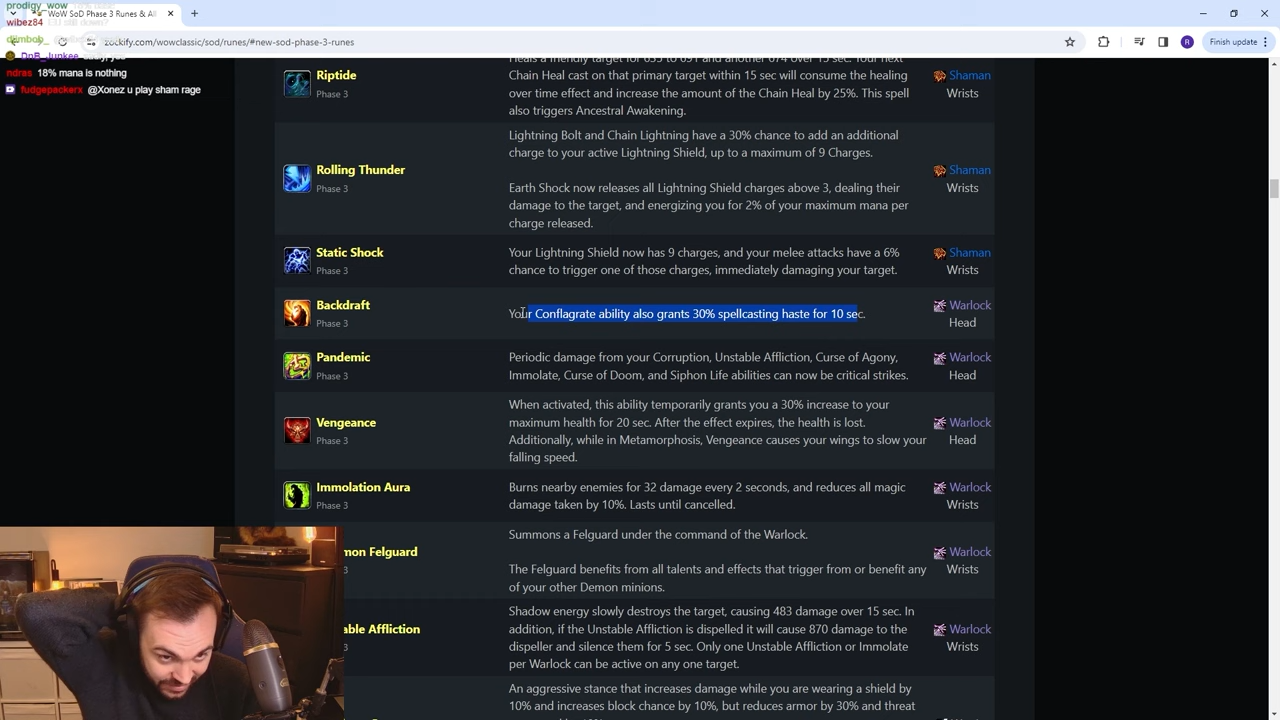 prodigy_wow
WoW SoD Phase 3 Runes & Al
wibez84
djimbob_
zockify.com/wowclassic/sod/runes/#new-sod-phase-3-runes
Finish update
DnB_Junkee
ndres 18% mana is nothing
fudgepackerx @Xonez u play sham rage
Riptide
Phase 3
Chain Heal cast on that primary target within 15 sec will consume the healing
over time effect and increase the amount of the Chain Heal by 25%. This spell
also triggers Ancestral Awakening.
Shaman
Wrists
Rolling Thunder
Phase 3
Lightning Bolt and Chain Lightning have a 30% chance to add an additional
charge to your active Lightning Shield, up to a maximum of 9 Charges.
Earth Shock now releases all Lightning Shield charges above 3, dealing their
damage to the target, and energizing you for 2% of your maximum mana per
charge released.
Shaman
Wrists
Static Shock
Phase 3
Your Lightning Shield now has 9 charges, and your melee attacks have a 6%
chance to trigger one of those charges, immediately damaging your target.
Shaman
Wrists
Backdraft
Phase 3
Your Conflagrate ability also grants 30% spellcasting haste for 10 sec.
Warlock
Head
Pandemic
Phase 3
Periodic damage from your Corruption, Unstable Affliction, Curse of Agony,
Immolate, Curse of Doom, and Siphon Life abilities can now be critical strikes.
Warlock
Head
Vengeance
Phase 3
When activated, this ability temporarily grants you a 30% increase to your
maximum health for 20 sec. After the effect expires, the health is lost.
Additionally, while in Metamorphosis, Vengeance causes your wings to slow your
falling speed.
Warlock
Head
Immolation Aura
Phase 3
Burns nearby enemies for 32 damage every 2 seconds, and reduces all magic
damage taken by 10%. Lasts until cancelled.
Warlock
Wrists
mon Felguard
3
Summons a Felguard under the command of the Warlock.
The Felguard benefits from all talents and effects that trigger from or benefit any
of your other Demon minions.
Warlock
Wrists
able Affliction
3
Shadow energy slowly destroys the target, causing 483 damage over 15 sec. In
addition, if the Unstable Affliction is dispelled it will cause 870 damage to the
dispeller and silence them for 5 sec. Only one Unstable Affliction or Immolate
per Warlock can be active on any one target.
Warlock
Wrists
An aggressive stance that increases damage while you are wearing a shield by
10% and increases block chance by 10%, but reduces armor by 30% and threat